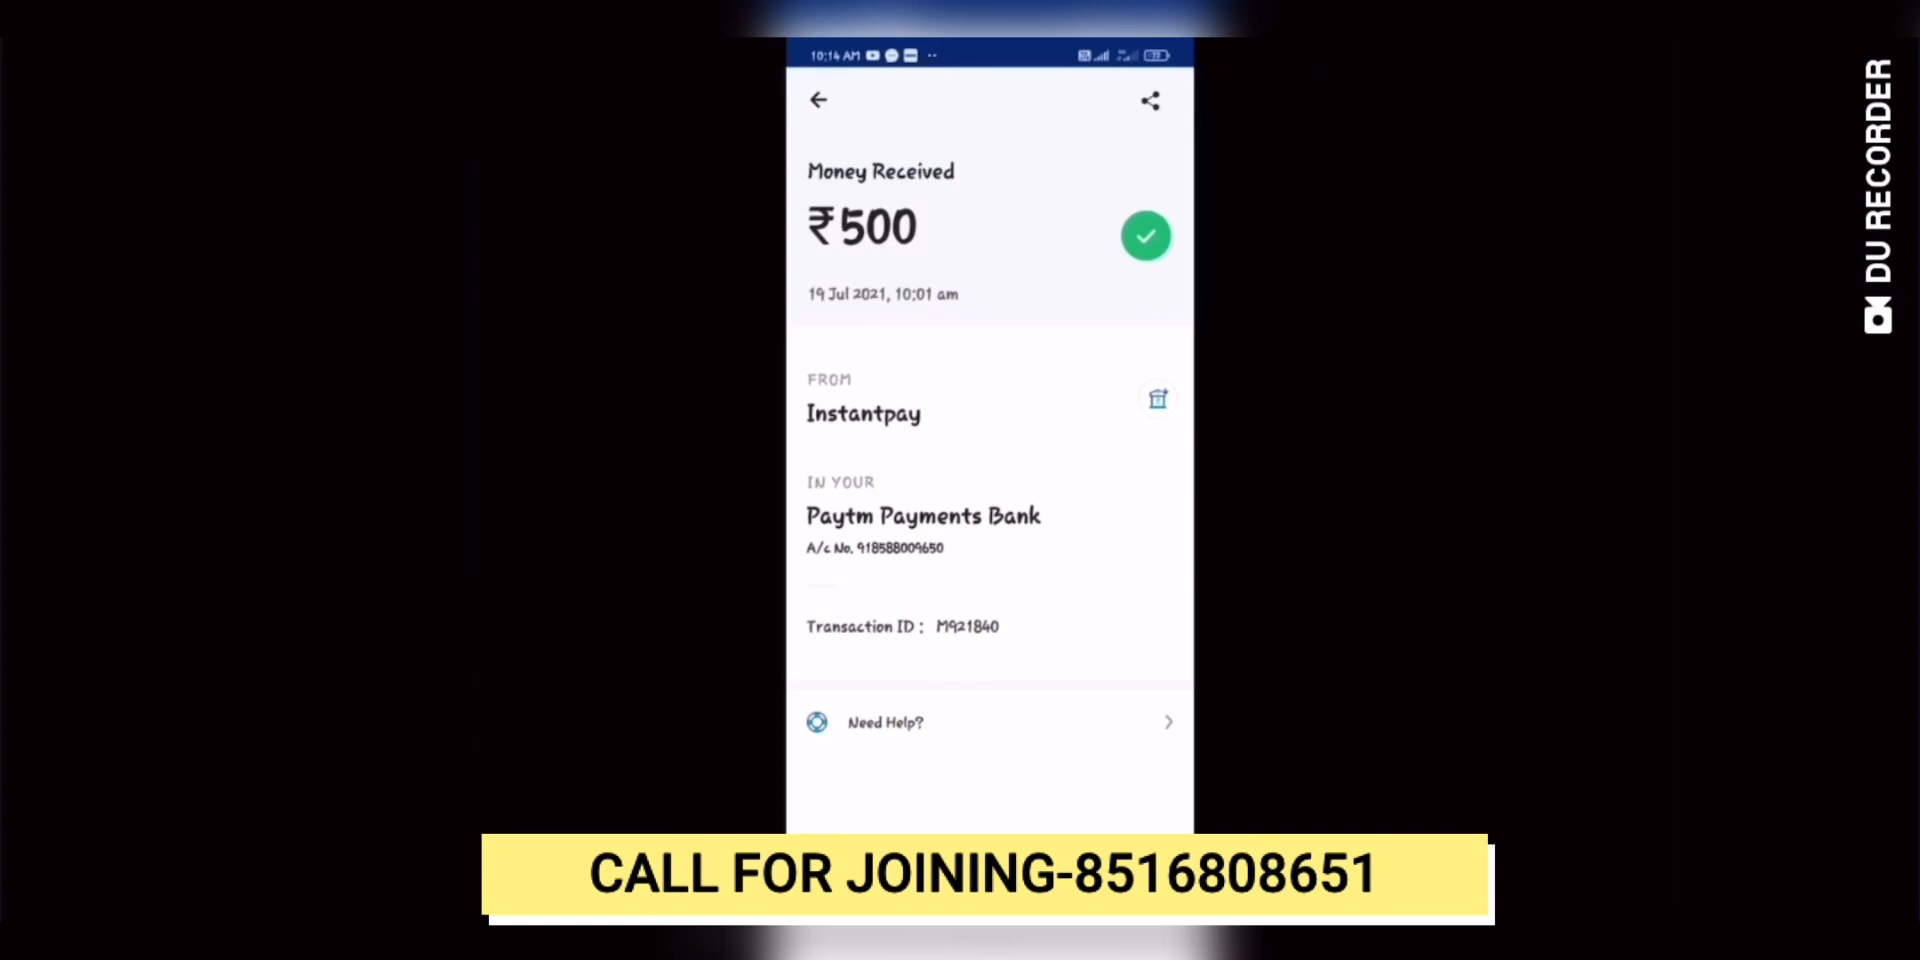 10:14 AM
Money Received
₹500
19 Jul 2021, 10:01 am
FROM
Instantpay
IN YOUR
Paytm Payments Bank
A/c No. 918588009650
Transaction ID : M921840
Need Help?
CALL FOR JOINING-8516808651
DU RECORDER